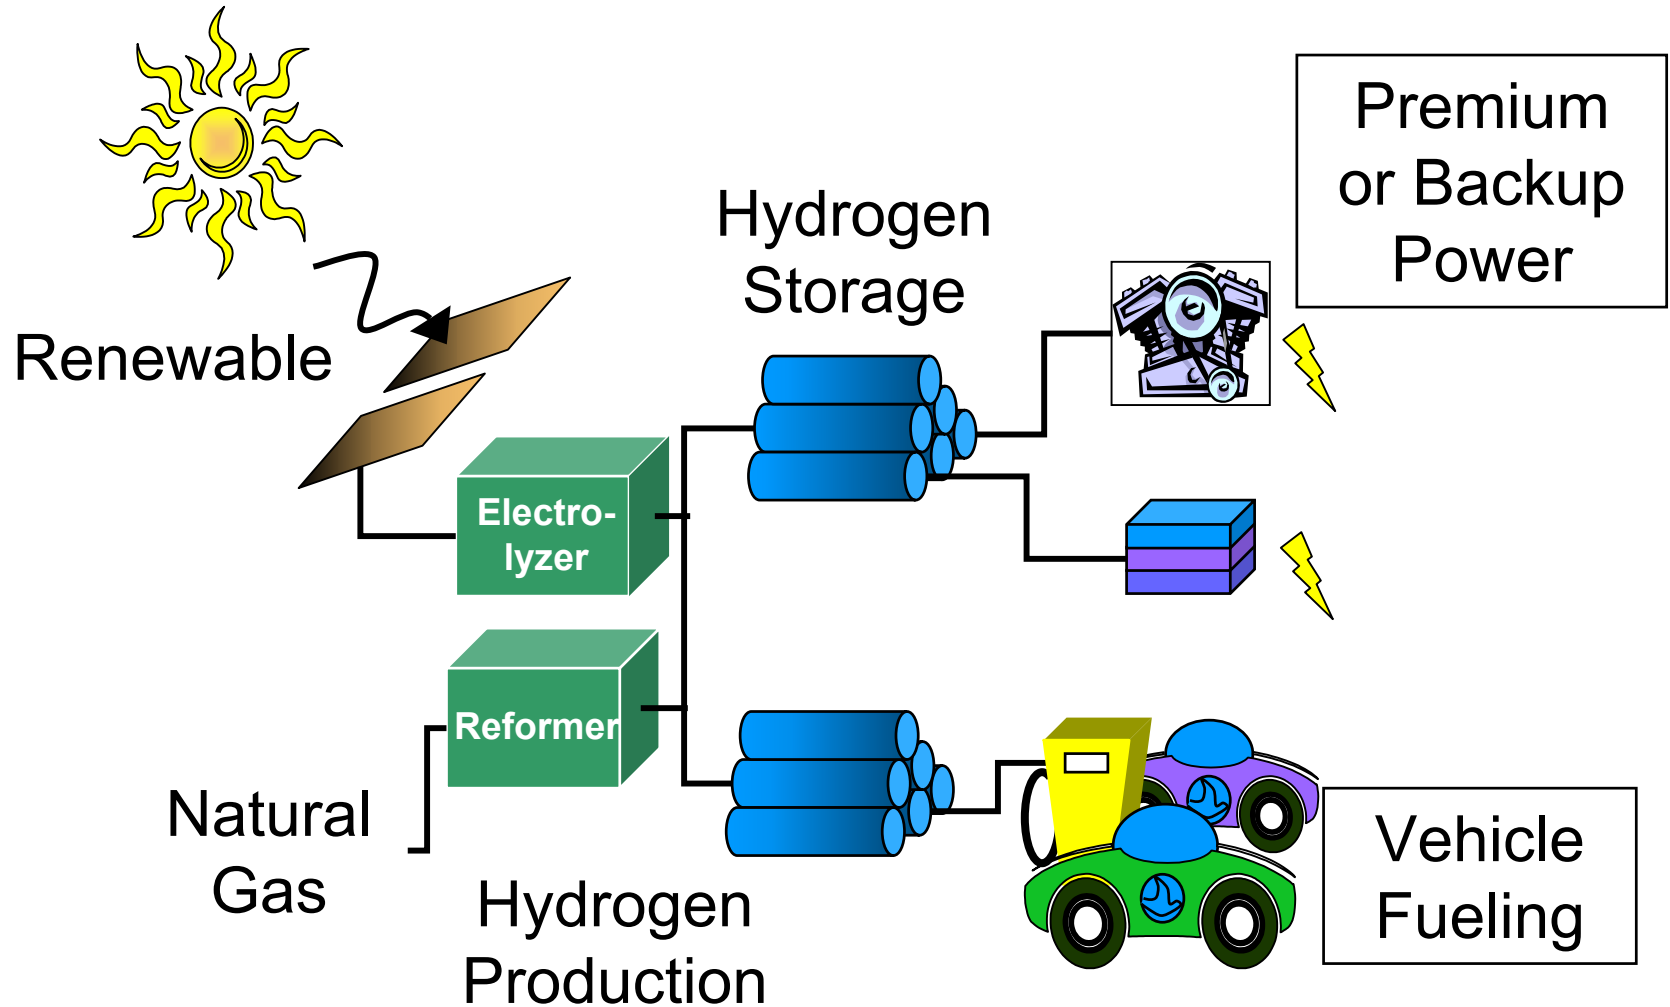 Premium
or Backup
Power
Hydrogen
Storage
Renewable
Electro-
lyzer
Reformer
Natural
Gas
Hydrogen
Production
Vehicle
Fueling